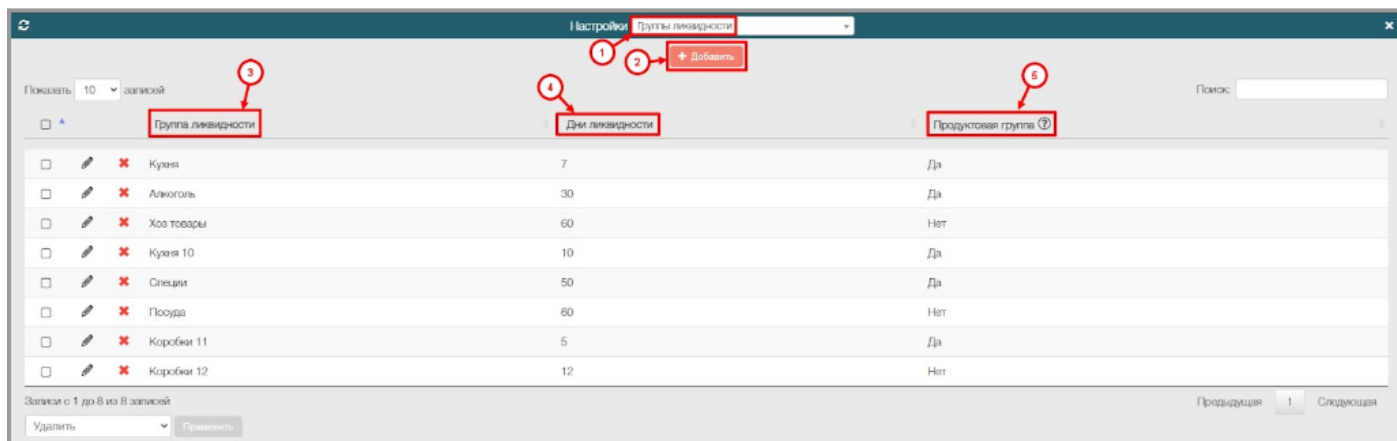 Настройки Группы ликвидности
1
2
+ Добавить
3
4
5
Показать 10 записей
Поиск:
Группа ликвидности Дни ликвидности Продуктовая группа ?
Кухня 7 Да
Алкоголь 30 Да
Хоз товары 60 Нет
Кухня 10 10 Да
Специи 50 Да
Посуда 60 Нет
Коробки 11 5 Да
Коробки 12 12 Нет
Записи с 1 до 8 из 8 записей
Предыдущая 1 Следующая
Удалить Применить